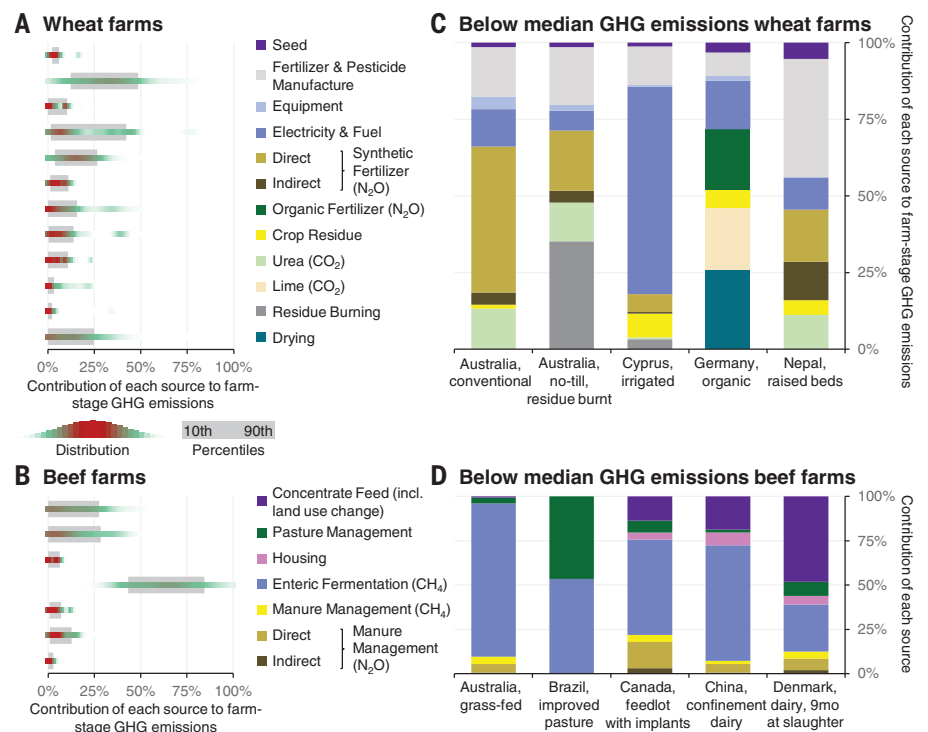 A Wheat farms
Seed
Fertilizer & Pesticide
Manufacture
Equipment
Electricity & Fuel
Direct
Indirect
Synthetic
Fertilizer
(N₂O)
Organic Fertilizer (N₂O)
Crop Residue
Urea (CO₂)
Lime (CO₂)
Residue Burning
Drying
0% 25% 50% 75% 100%
Contribution of each source to farm-
stage GHG emissions
Distribution
10th 90th
Percentiles
C Below median GHG emissions wheat farms
100%
75%
50%
25%
0%
Contribution of each source to farm-stage GHG emissions
Australia,
conventional
Australia,
no-till,
residue burnt
Cyprus,
irrigated
Germany,
organic
Nepal,
raised beds
B Beef farms
Concentrate Feed (incl.
land use change)
Pasture Management
Housing
Enteric Fermentation (CH₄)
Manure Management (CH₄)
Direct
Indirect
Manure
Management
(N₂O)
0% 25% 50% 75% 100%
Contribution of each source to farm-
stage GHG emissions
D Below median GHG emissions beef farms
100%
75%
50%
25%
0%
Contribution of each source
Australia,
grass-fed
Brazil,
improved
pasture
Canada,
feedlot
with implants
China,
confinement
dairy
Denmark,
dairy, 9mo
at slaughter